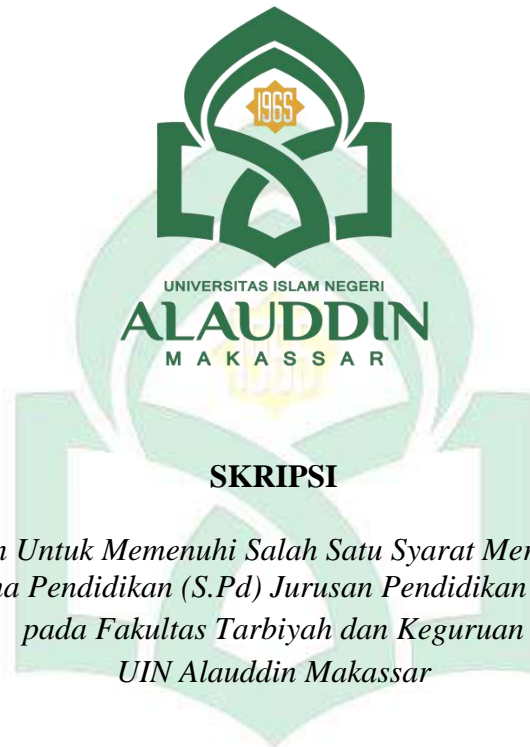 1965
UNIVERSITAS ISLAM NEGERI
ALAUDDIN
MAKASSAR
SKRIPSI
Untuk Memenuhi Salah Satu Syarat
Pendidikan (S.Pd) Jurusan Pendidikan
pada Fakultas Tarbiyah dan Keguruan
UIN Alauddin Makassar